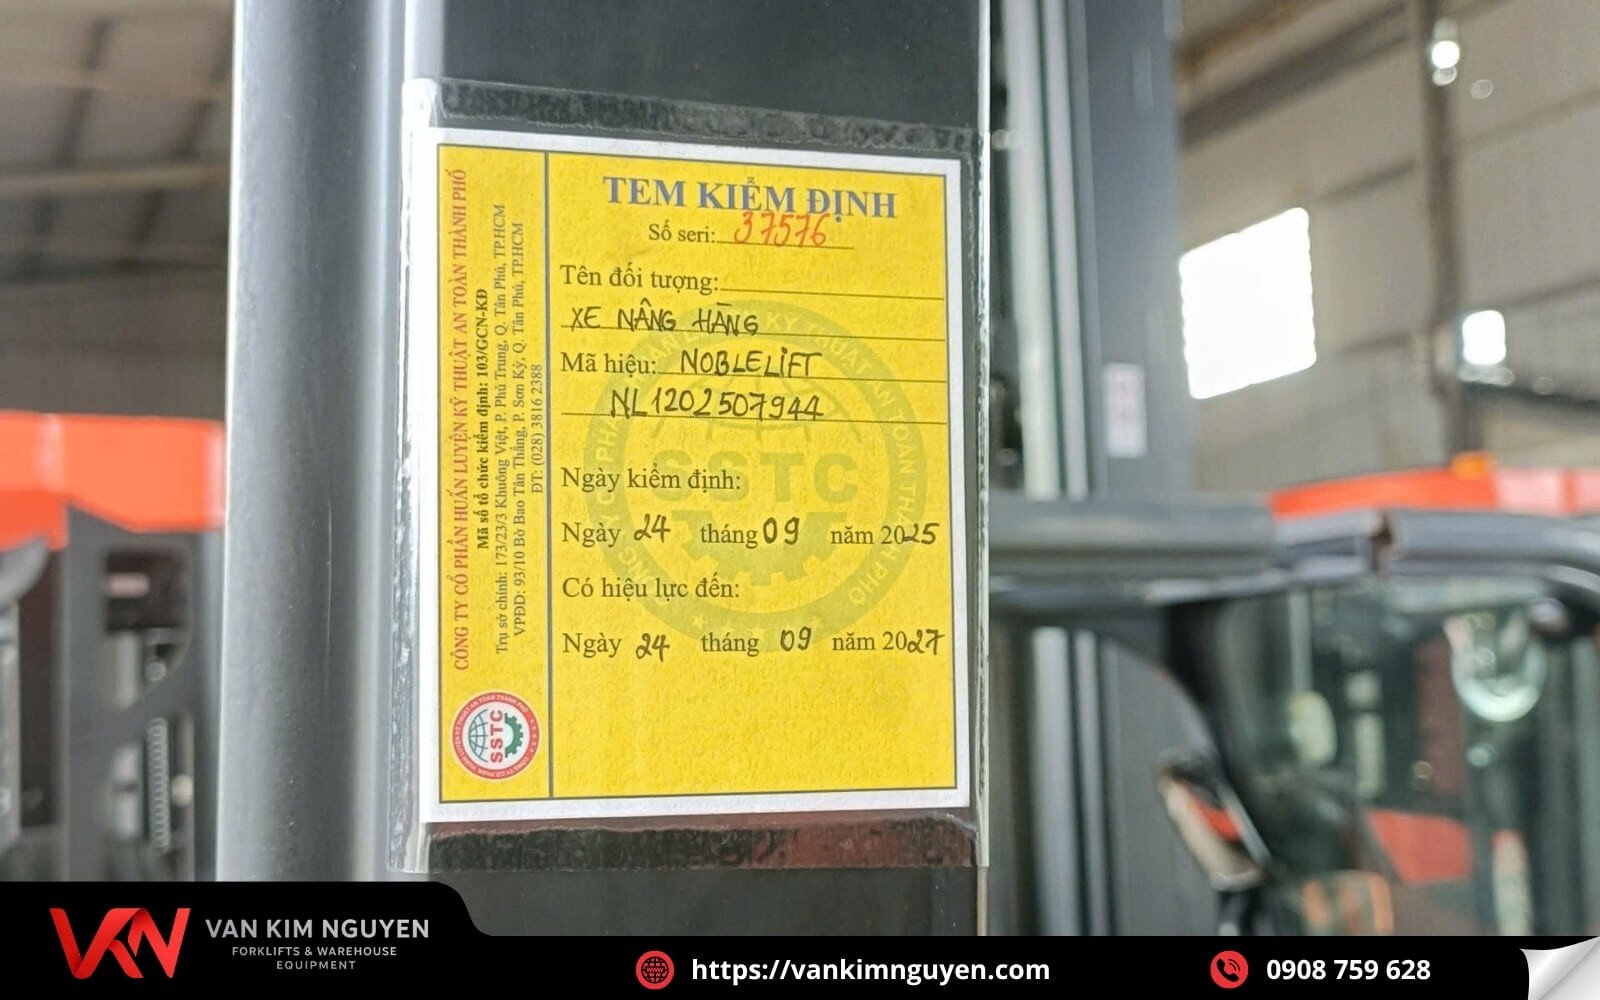 TEM KIỂM ĐỊNH
Số seri: 37576
Tên đối tượng:
XE NÂNG HÀNG
Mã hiệu: NOBLELIFT
NL1202507944
Ngày kiểm định:
Ngày 24 tháng 09 năm 2025
Có hiệu lực đến:
Ngày 24 tháng 09 năm 2027
CÔNG TY CỔ PHẦN HUẤN LUYỆN KỸ THUẬT AN TOÀN THÀNH PHỐ
Mã số tổ chức kiểm định: 103/GCN-KĐ
Trụ sở chính: 173/23/3 Khuông Việt, P. Phú Trung, Q. Tân Phú, TP.HCM
VPĐD: 93/10 Bờ Bao Tân Thắng, P. Sơn Kỳ, Q. Tân Phú, TP.HCM
ĐT: (028) 3816 2388
SSTC
SSTC
VKN
VAN KIM NGUYEN
FORKLIFTS & WAREHOUSE
EQUIPMENT
https://vankimnguyen.com
0908 759 628